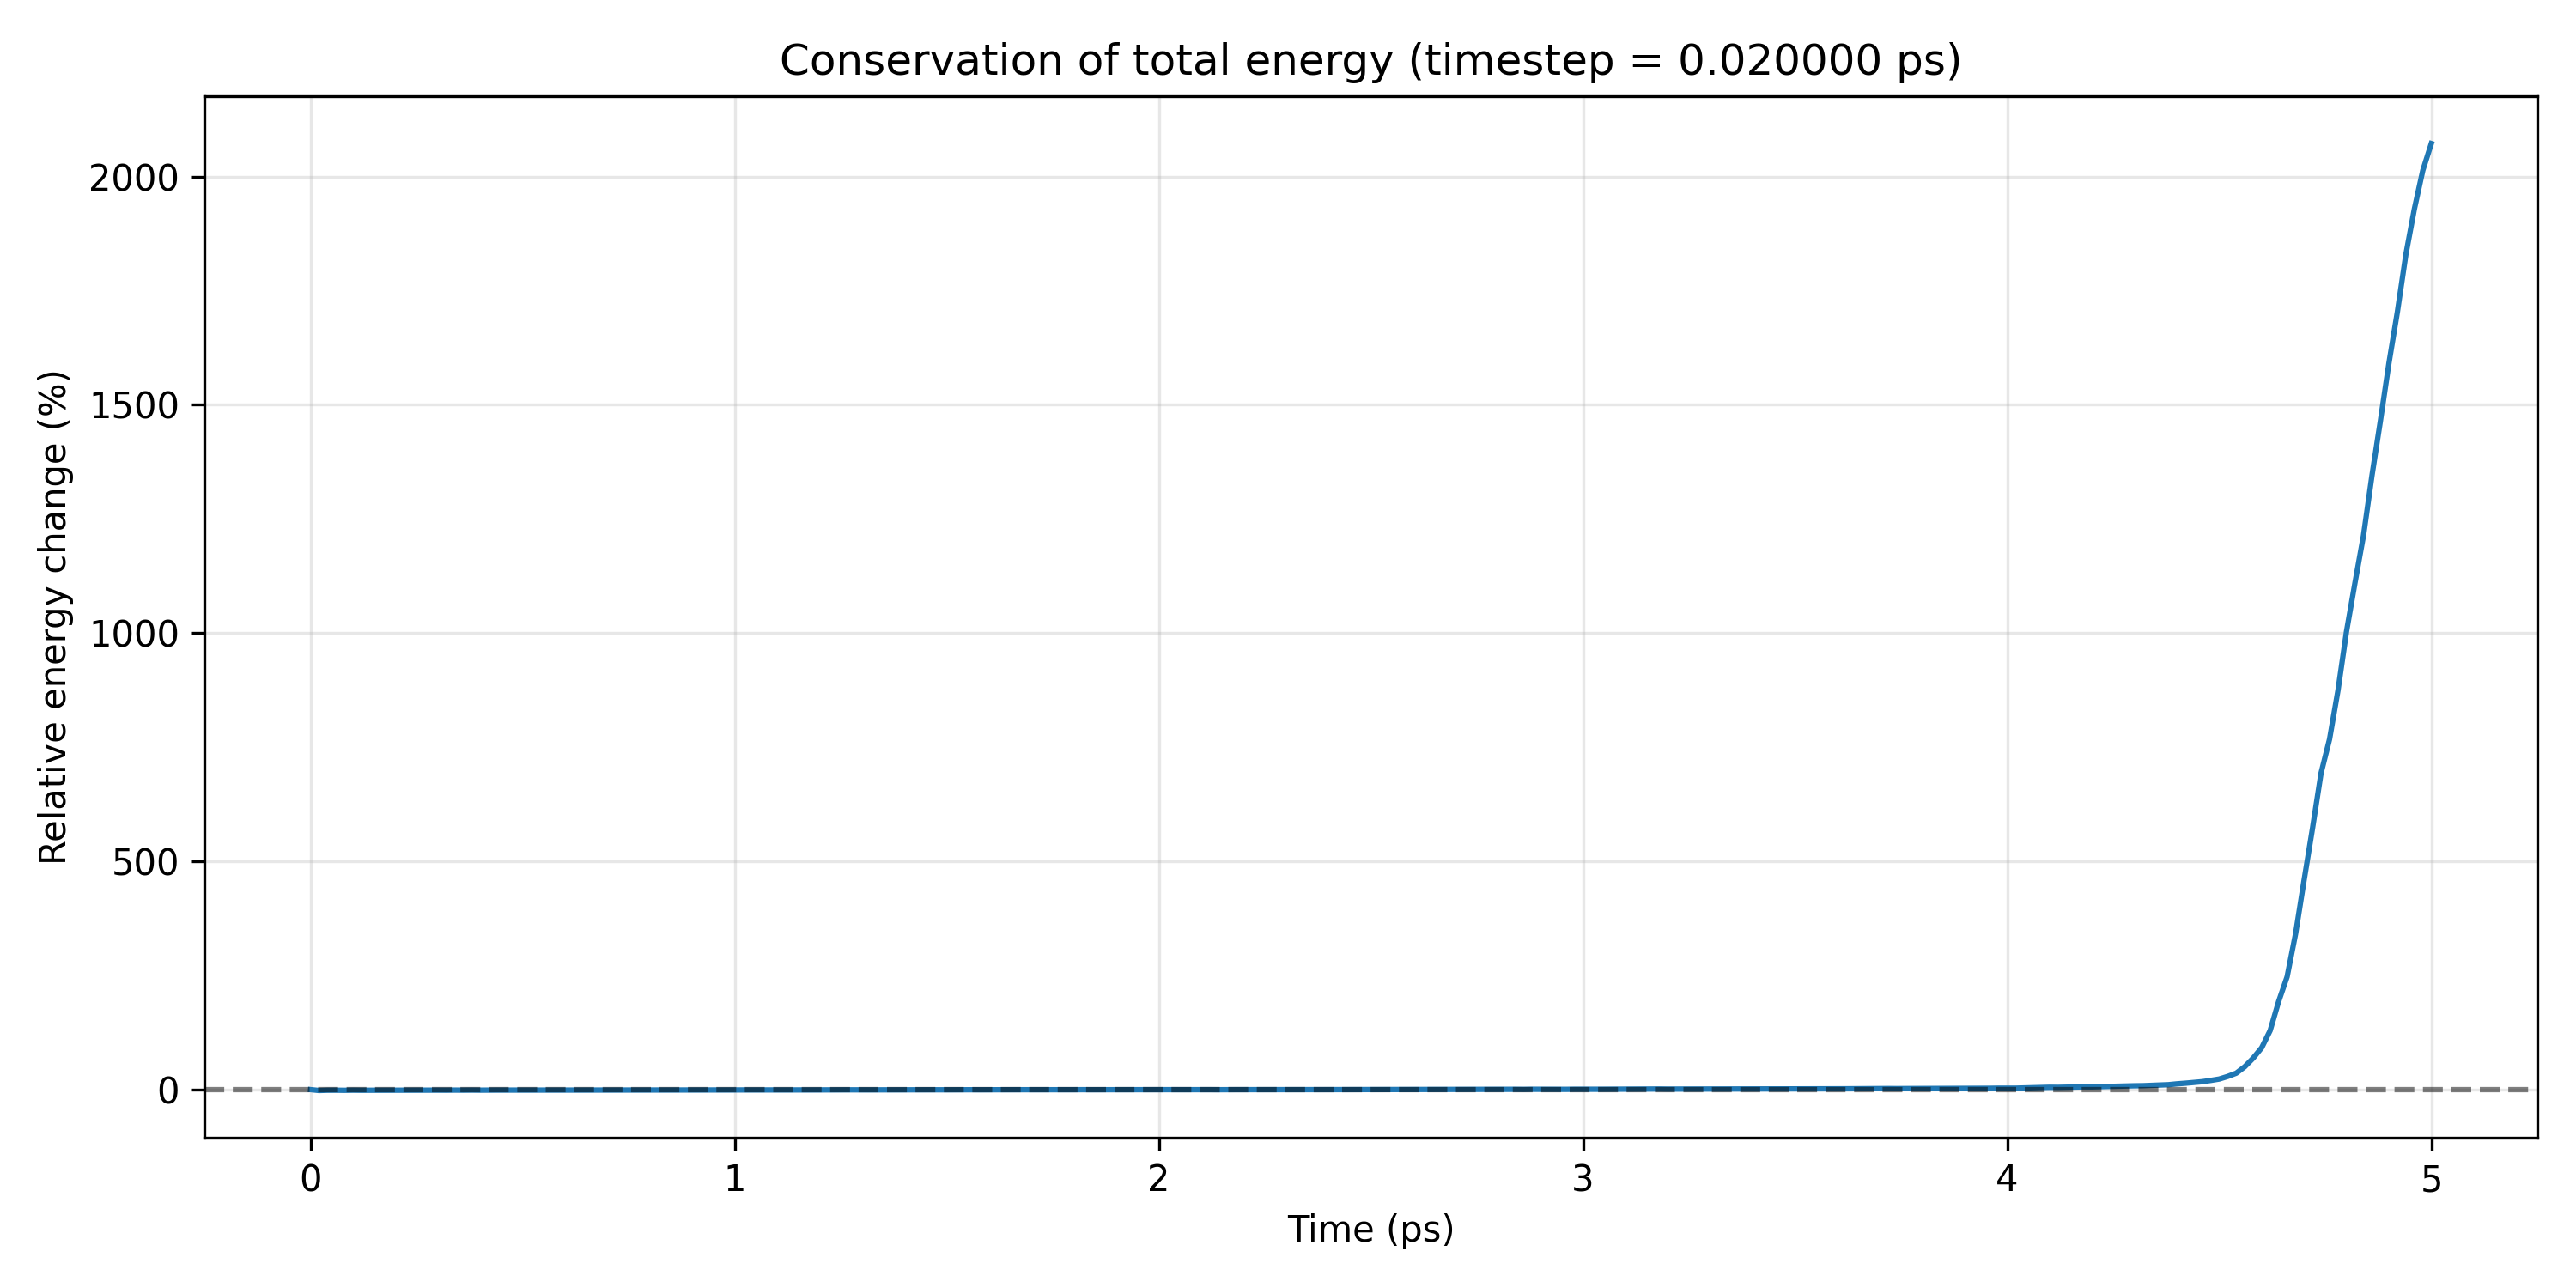 Conservation of total energy (timestep = 0.020000 ps)
Relative energy change (%)
2000
1500
1000
500
0
0 1 2 3 4 5
Time (ps)